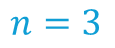 n = 3